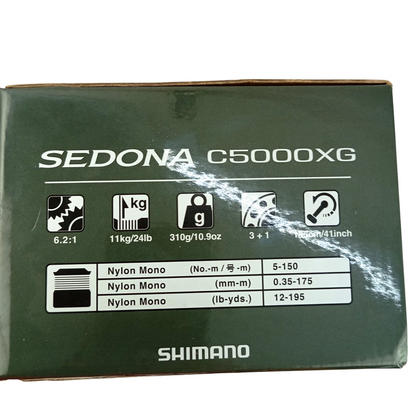 SEDONA C5000XG
kg
g
6.2:1
11kg/24lb
310g/10.9oz
3 + 1
/41inch
Nylon Mono (No.-m / 号 -m) 5-150
Nylon Mono (mm-m) 0.35-175
Nylon Mono (lb-yds.) 12-195
SHIMANO